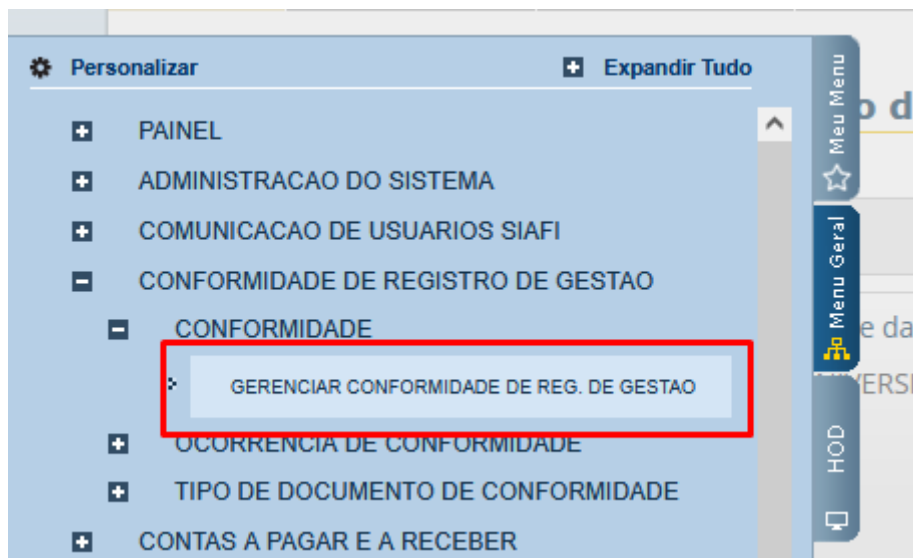 Personalizar
Expandir Tudo
PAINEL
ADMINISTRACAO DO SISTEMA
COMUNICACAO DE USUARIOS SIAFI
CONFORMIDADE DE REGISTRO DE GESTAO
CONFORMIDADE
GERENCIAR CONFORMIDADE DE REG. DE GESTAO
OCORRENCIA DE CONFORMIDADE
TIPO DE DOCUMENTO DE CONFORMIDADE
CONTAS A PAGAR E A RECEBER
Meu Menu
Menu Geral
HOD
o d
e da